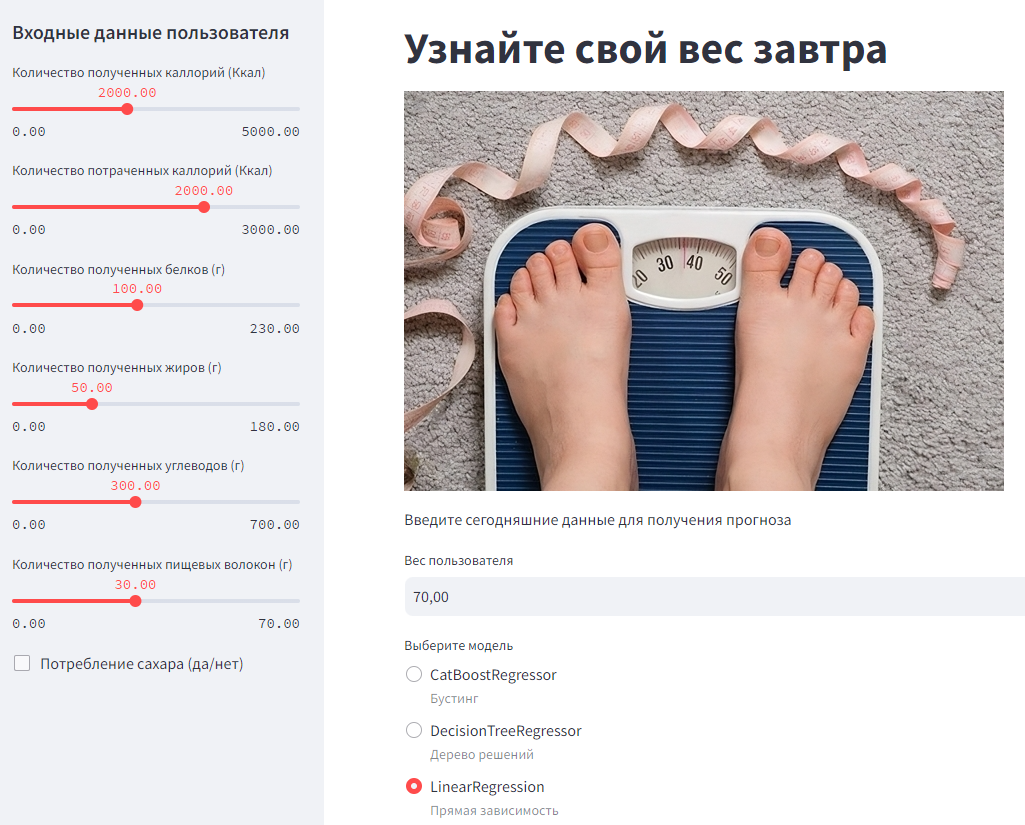 Входные данные пользователя
Количество полученных каллорий (Ккал)
2000.00
0.00 5000.00
Количество потраченных каллорий (Ккал)
2000.00
0.00 3000.00
Количество полученных белков (г)
100.00
0.00 230.00
Количество полученных жиров (г)
50.00
0.00 180.00
Количество полученных углеводов (г)
300.00
0.00 700.00
Количество полученных пищевых волокон (г)
30.00
0.00 70.00
Потребление сахара (да/нет)
Узнайте свой вес завтра
20 30 40 50
Введите сегодняшние данные для получения прогноза
Вес пользователя
70,00
Выберите модель
CatBoostRegressor
Бустинг
DecisionTreeRegressor
Дерево решений
LinearRegression
Прямая зависимость